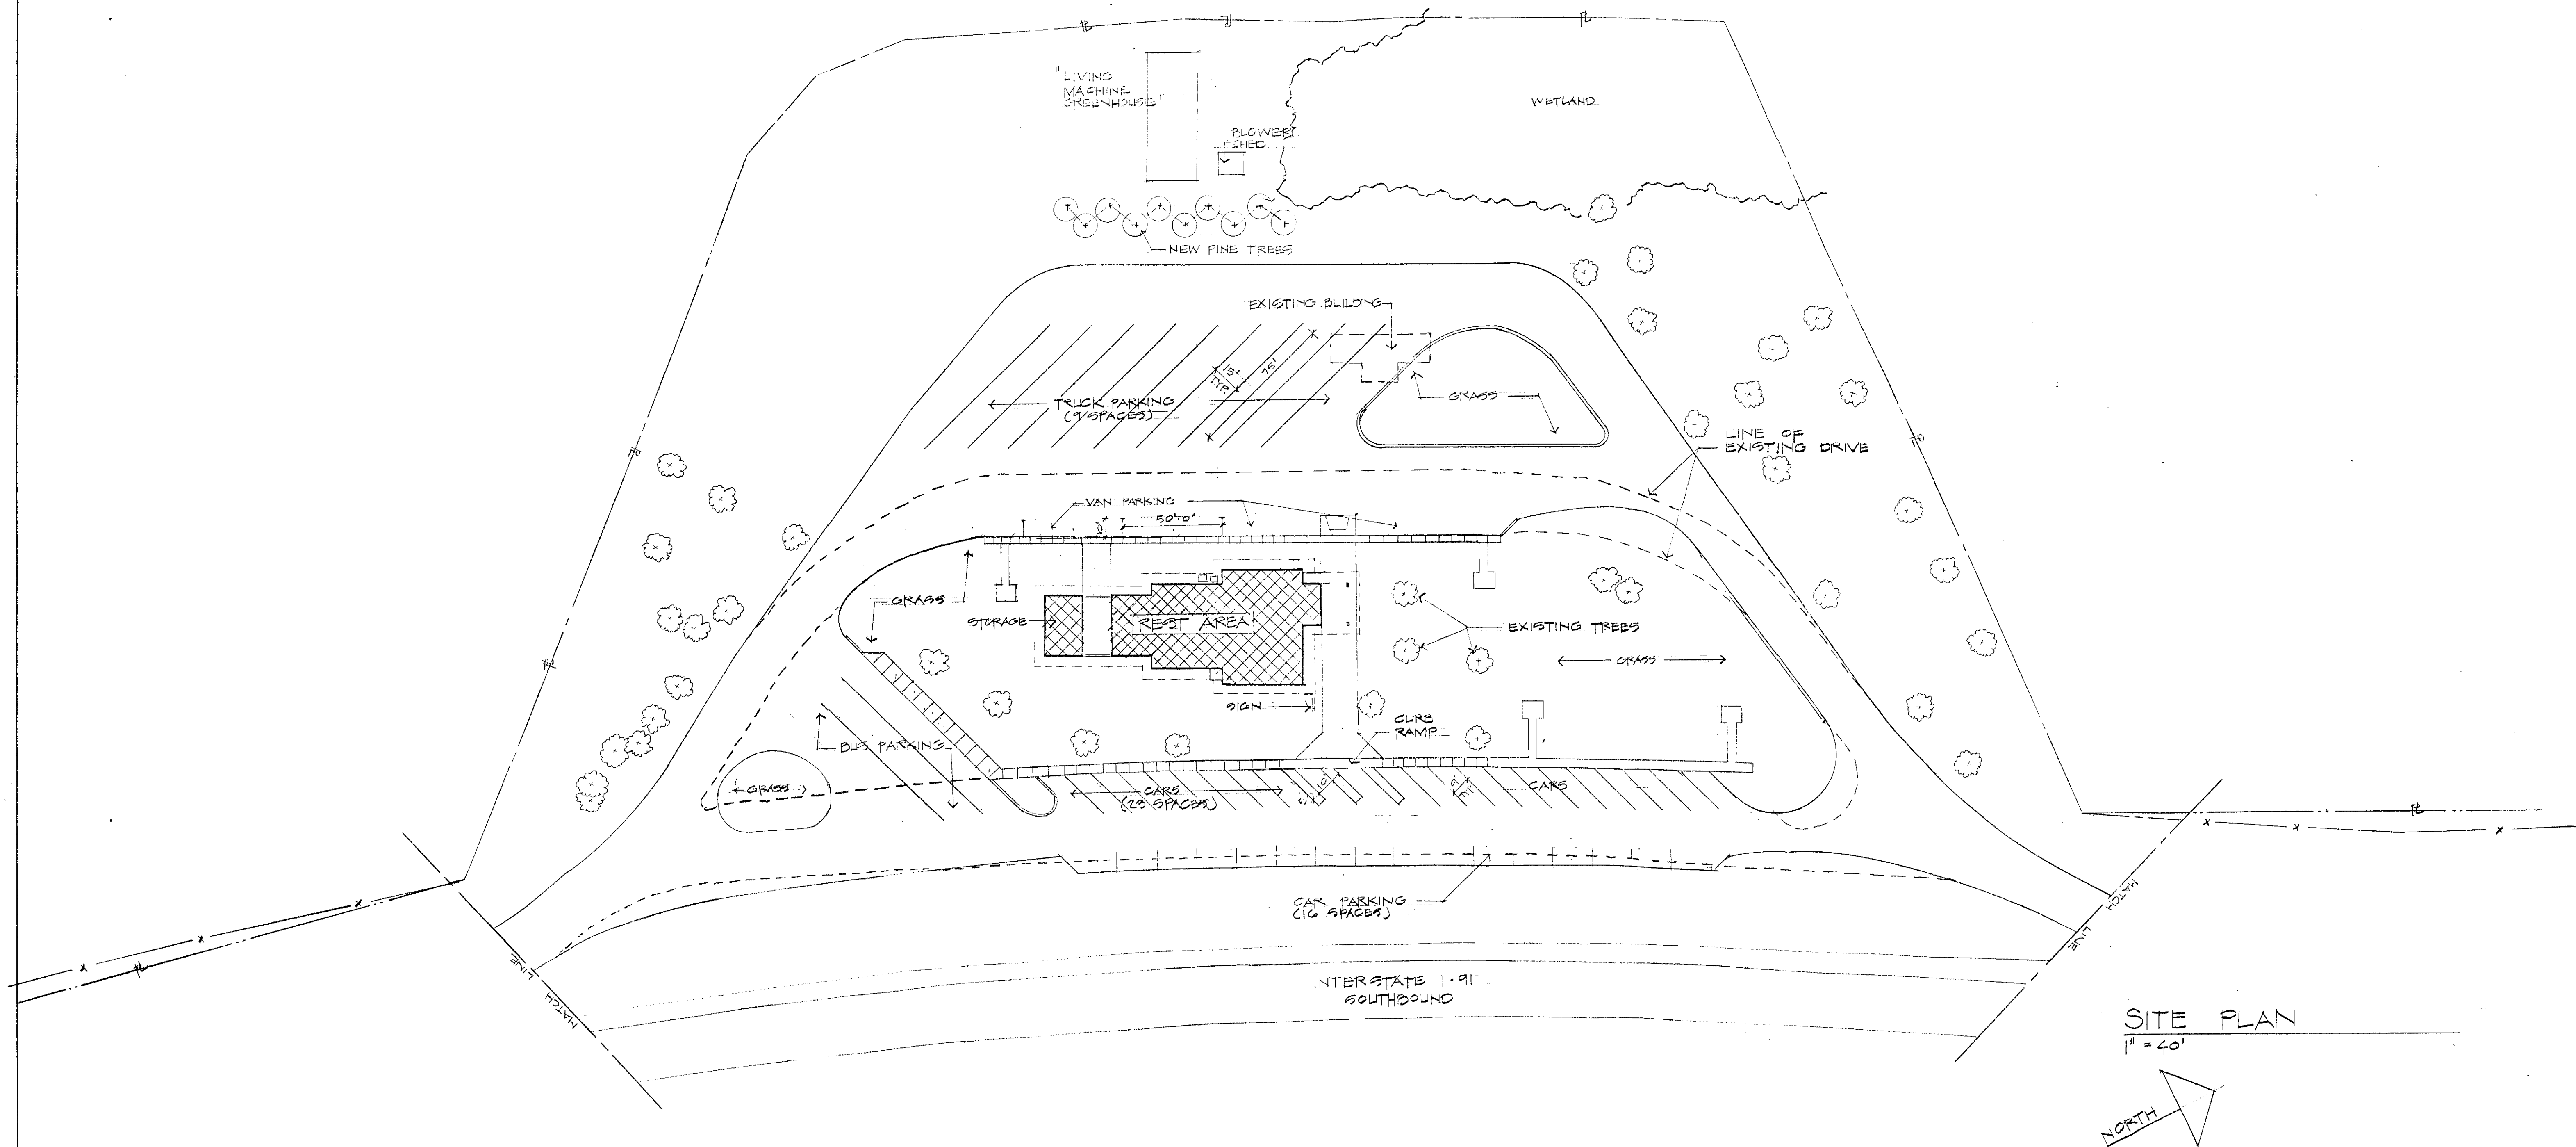 "LIVING
MACHINE
GREENHOUSE"
BLOWER
SHED
WETLAND
NEW PINE TREES
EXISTING BUILDING
15'
TYP.
75'
TRUCK PARKING
(9 SPACES)
GRASS
LINE OF
EXISTING DRIVE
VAN PARKING
50'-0"
GRASS
STORAGE
REST AREA
EXISTING TREES
GRASS
SIGN
CURB
RAMP
BUS PARKING
GRASS
CARS
(23 SPACES)
CARS
CAR PARKING
(16 SPACES)
MATCH
LINE
LINE
MATCH
INTERSTATE I-91
SOUTHBOUND
SITE PLAN
1" = 40'
NORTH